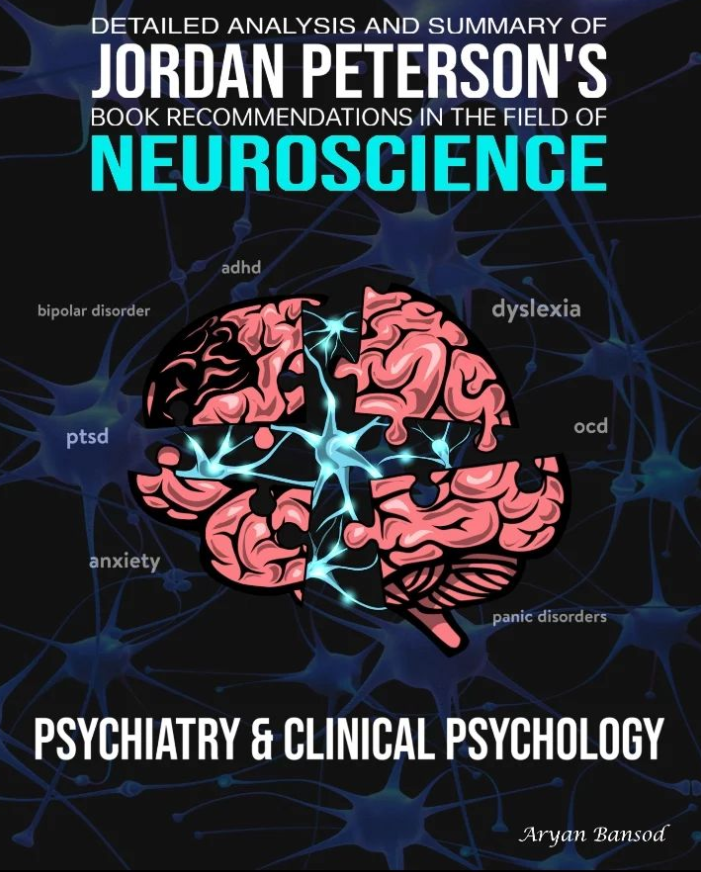 DETAILED ANALYSIS AND SUMMARY OF
JORDAN PETERSON'S
BOOK RECOMMENDATIONS IN THE FIELD OF
NEUROSCIENCE
adhd
bipolar disorder
dyslexia
ptsd
ocd
anxiety
panic disorders
PSYCHIATRY & CLINICAL PSYCHOLOGY
Aryan Bansod